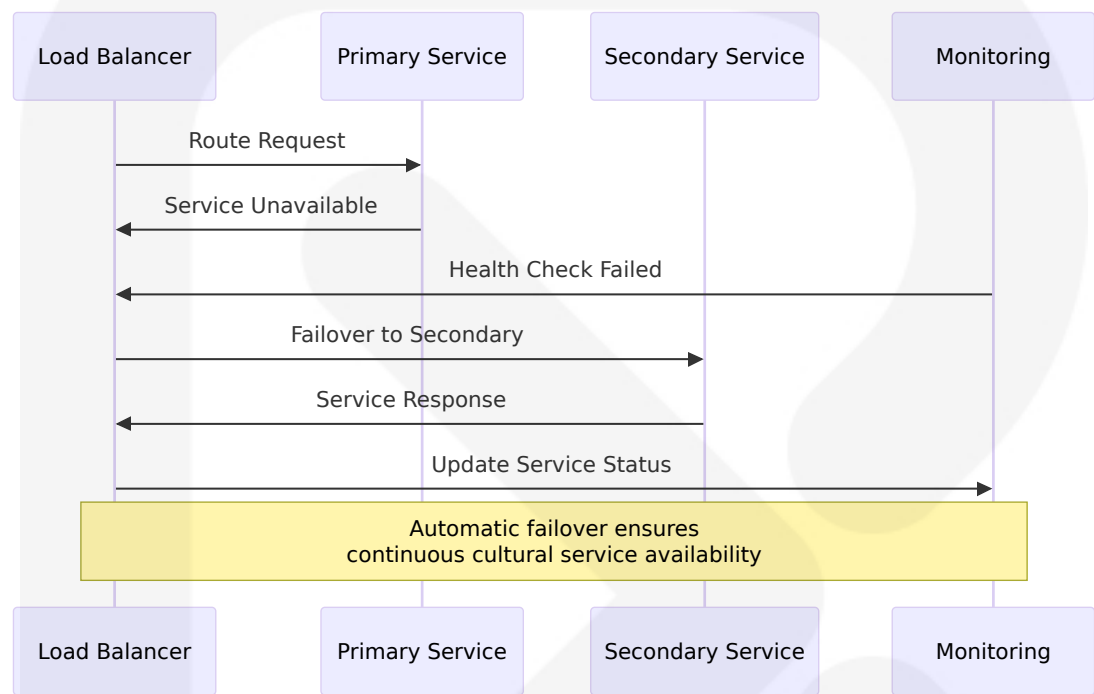 Load Balancer
Primary Service
Secondary Service
Monitoring
Route Request
Service Unavailable
Health Check Failed
Failover to Secondary
Service Response
Update Service Status
Automatic failover ensures
continuous cultural service availability
Load Balancer
Primary Service
Secondary Service
Monitoring